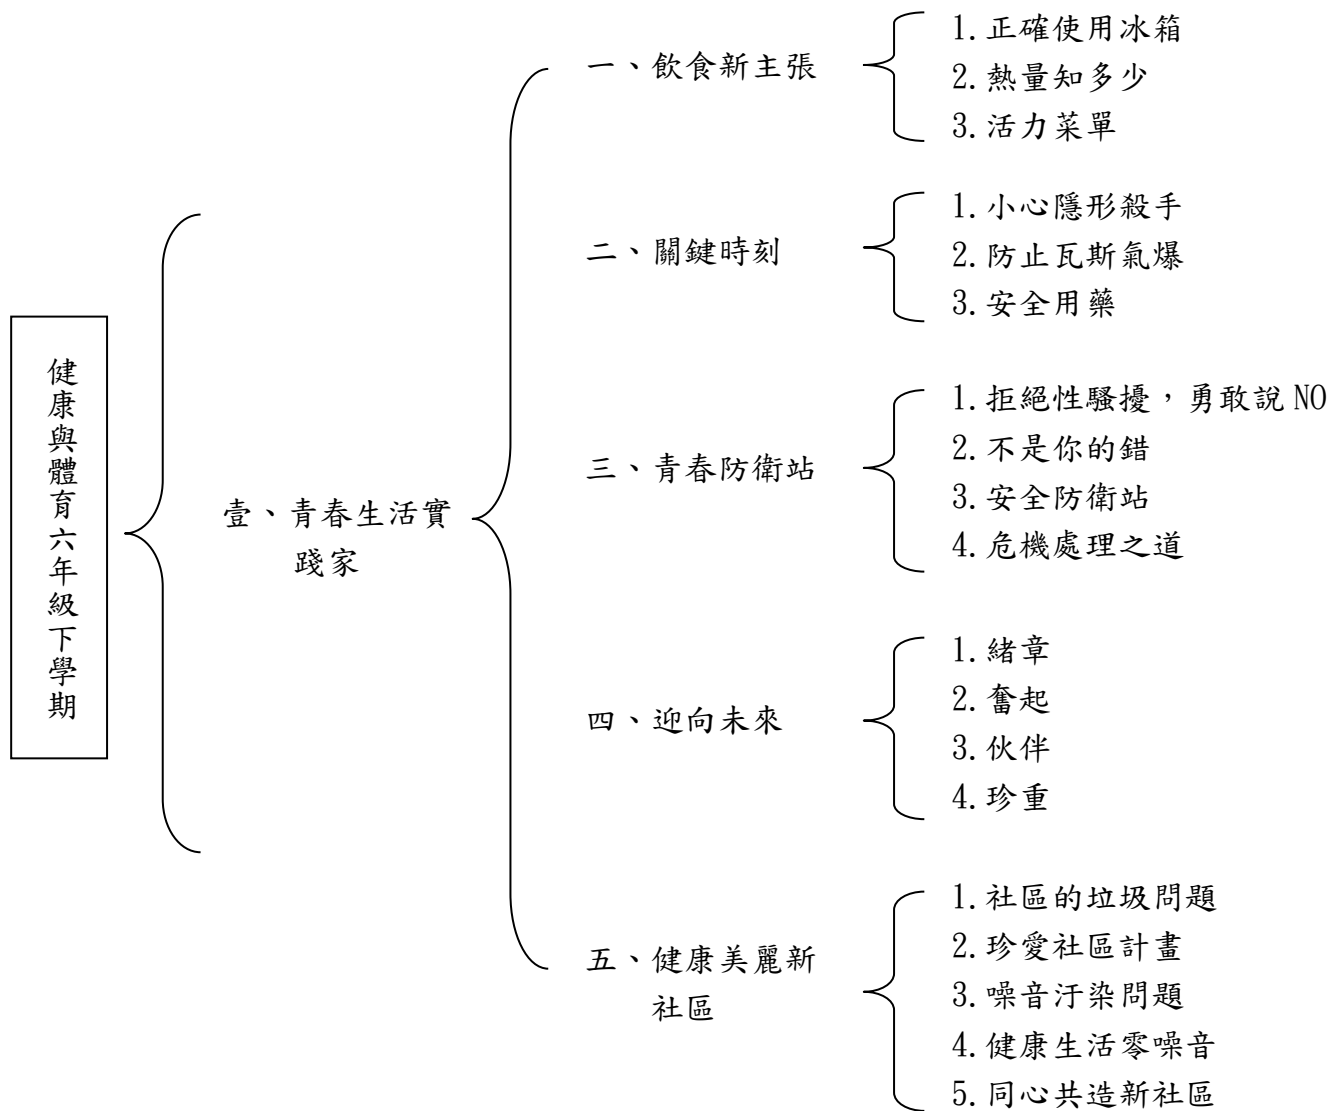 健康與體育六年級下學期
壹、青春生活實
踐家
一、飲食新主張
1.正確使用冰箱
2.熱量知多少
3.活力菜單
二、關鍵時刻
1.小心隱形殺手
2.防止瓦斯氣爆
3.安全用藥
三、青春防衛站
1.拒絕性騷擾，勇敢說 NO
2.不是你的錯
3.安全防衛站
4.危機處理之道
四、迎向未來
1.緒章
2.奮起
3.伙伴
4.珍重
五、健康美麗新
社區
1.社區的垃圾問題
2.珍愛社區計畫
3.噪音汙染問題
4.健康生活零噪音
5.同心共造新社區